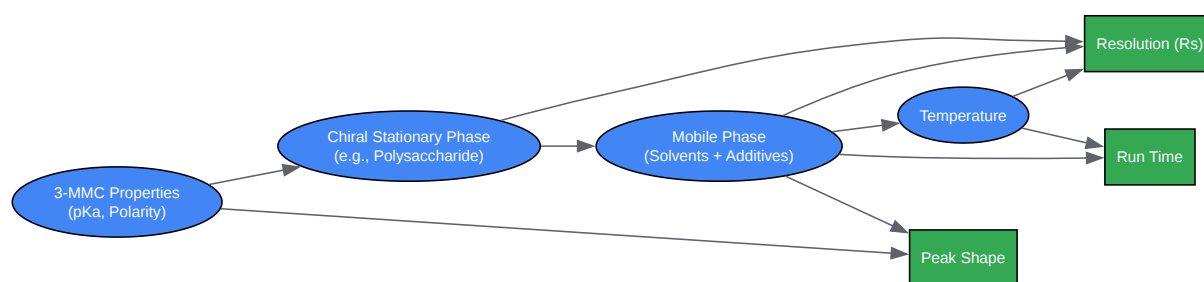 3-MMC Properties
(pKa, Polarity)
Chiral Stationary Phase
(e.g., Polysaccharide)
Mobile Phase
(Solvents + Additives)
Temperature
Resolution (Rs)
Run Time
Peak Shape